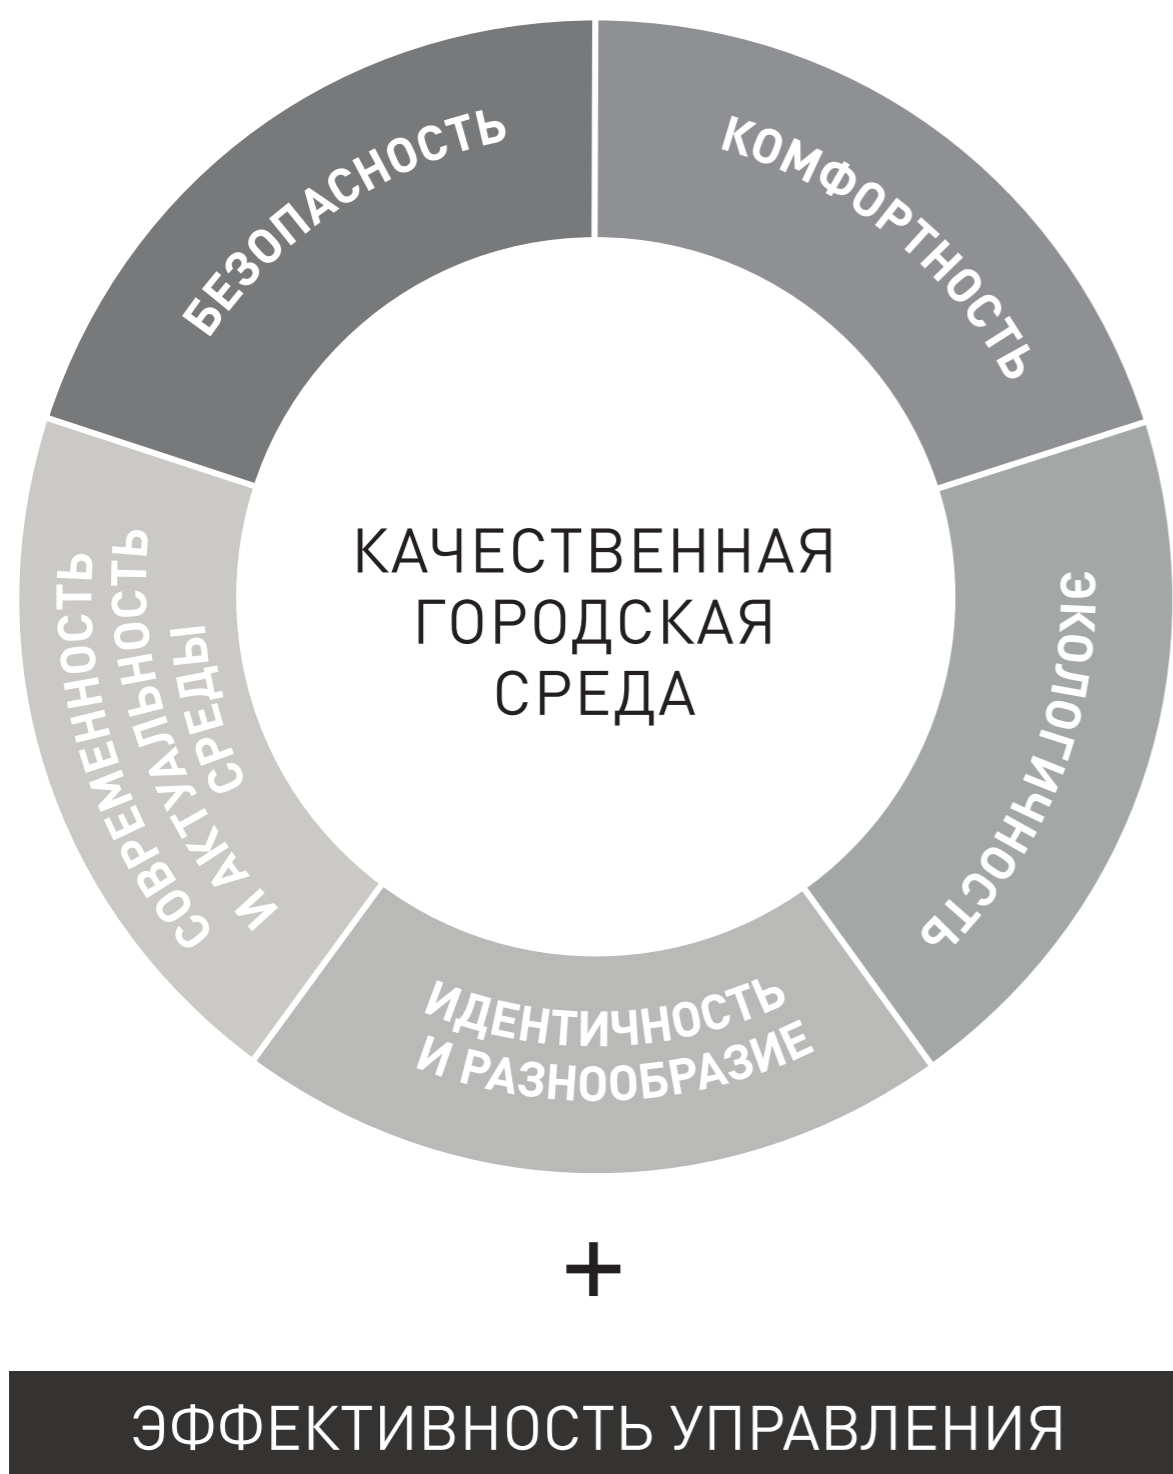 БЕЗОПАСНОСТЬ
КОМФОРТНОСТЬ
ЭКОЛОГИЧНОСТЬ
ИДЕНТИЧНОСТЬ
И РАЗНООБРАЗИЕ
СОВРЕМЕННОСТЬ
И АКТУАЛЬНОСТЬ
СРЕДЫ
КАЧЕСТВЕННАЯ
ГОРОДСКАЯ
СРЕДА
+
ЭФФЕКТИВНОСТЬ УПРАВЛЕНИЯ